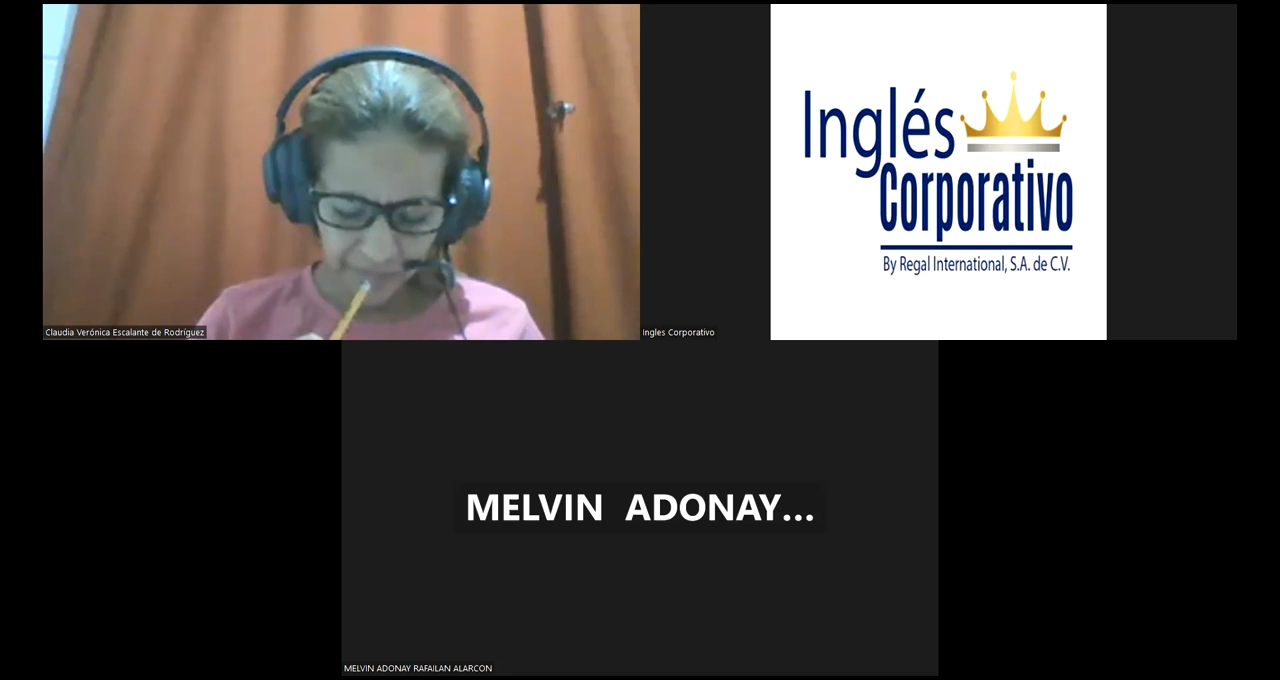 Inglés
Corporativo
By Regal International, S.A. de C.V.
Claudia Verónica Escalante de Rodríguez
Ingles Corporativo
MELVIN ADONAY...
MELVIN ADONAY RAFAILAN ALARCON